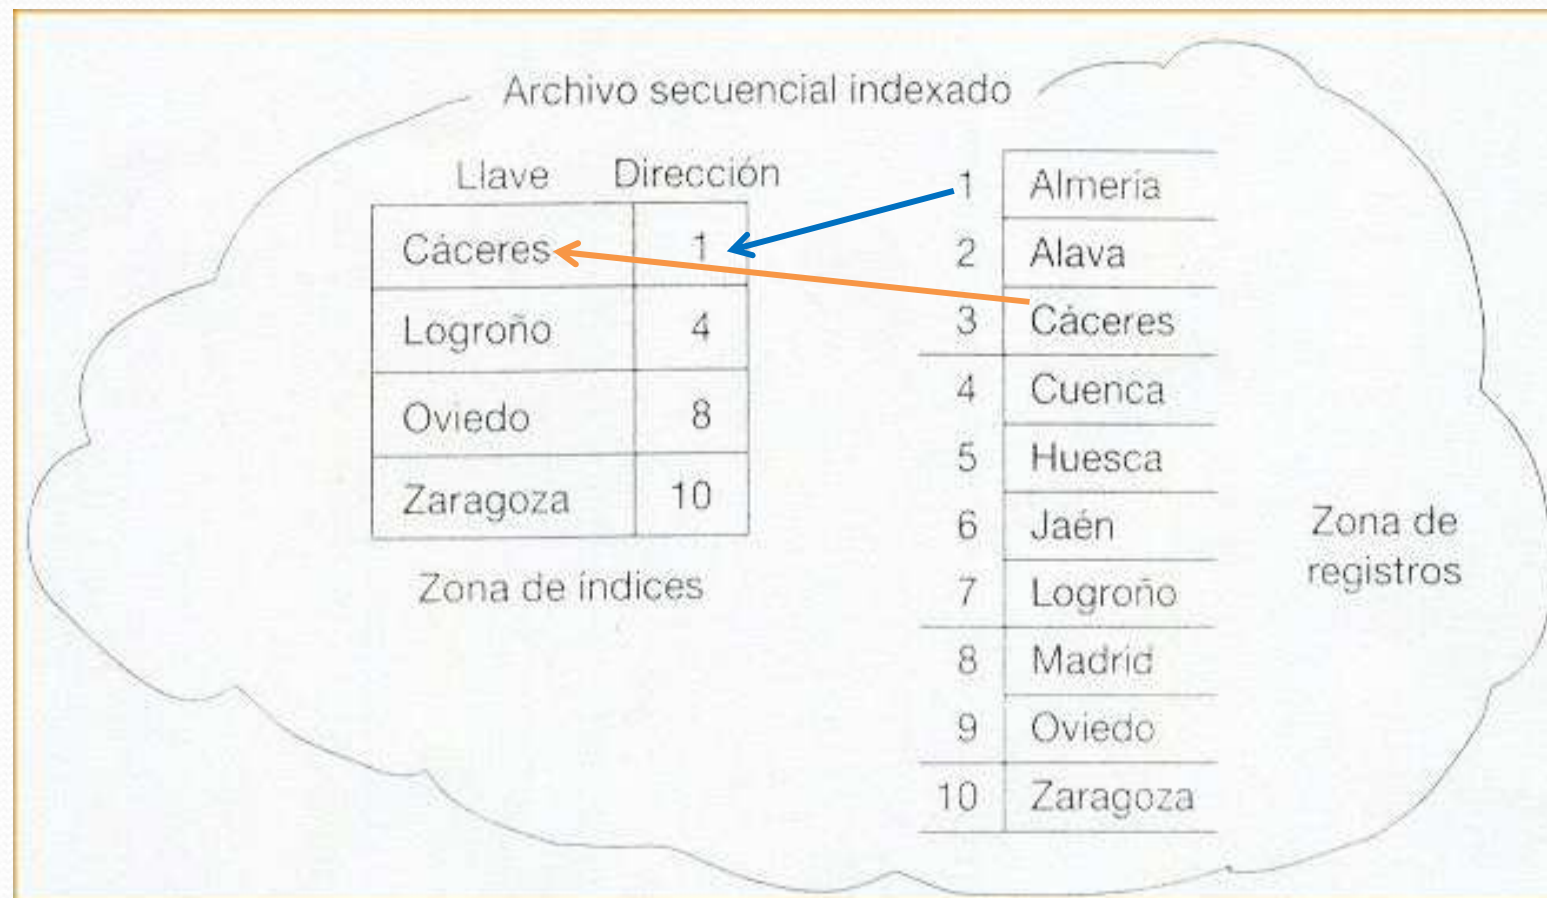 Archivo secuencial indexado
Llave Dirección
Cáceres 1
Logroño 4
Oviedo 8
Zaragoza 10
Zona de índices
1 Almería
2 Alava
3 Cáceres
4 Cuenca
5 Huesca
6 Jaén
7 Logroño
8 Madrid
9 Oviedo
10 Zaragoza
Zona de
registros